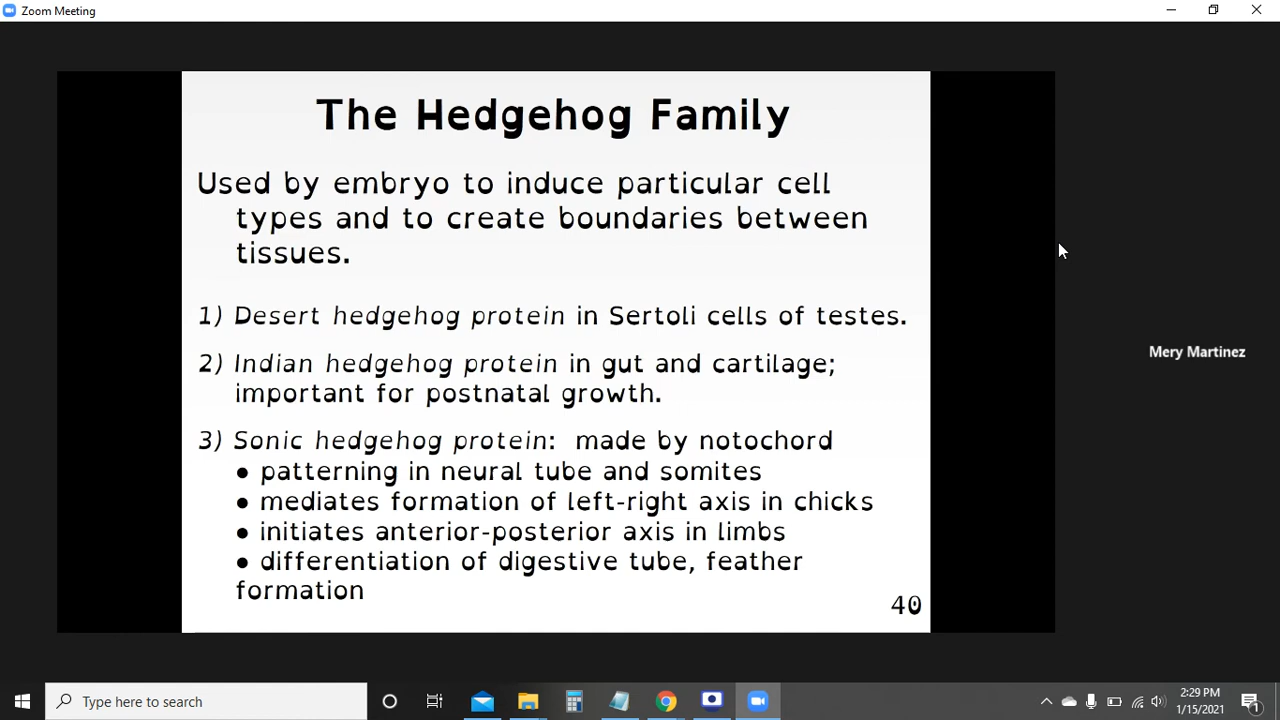 Zoom Meeting
The Hedgehog Family
Used by embryo to induce particular cell
types and to create boundaries between
tissues.
1) Desert hedgehog protein in Sertoli cells of testes.
2) Indian hedgehog protein in gut and cartilage;
important for postnatal growth.
3) Sonic hedgehog protein: made by notochord
• patterning in neural tube and somites
• mediates formation of left-right axis in chicks
• initiates anterior-posterior axis in limbs
• differentiation of digestive tube, feather
formation
40
Mery Martinez
Type here to search
2:29 PM
1/15/2021
1